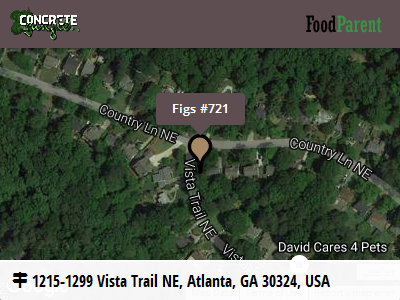 CONCRETE
Jungle
FoodParent
Figs #721
Country Ln NE
Country Ln NE
Vista Trail NE
Vist
David Cares 4 Pets
1215-1299 Vista Trail NE, Atlanta, GA 30324, USA